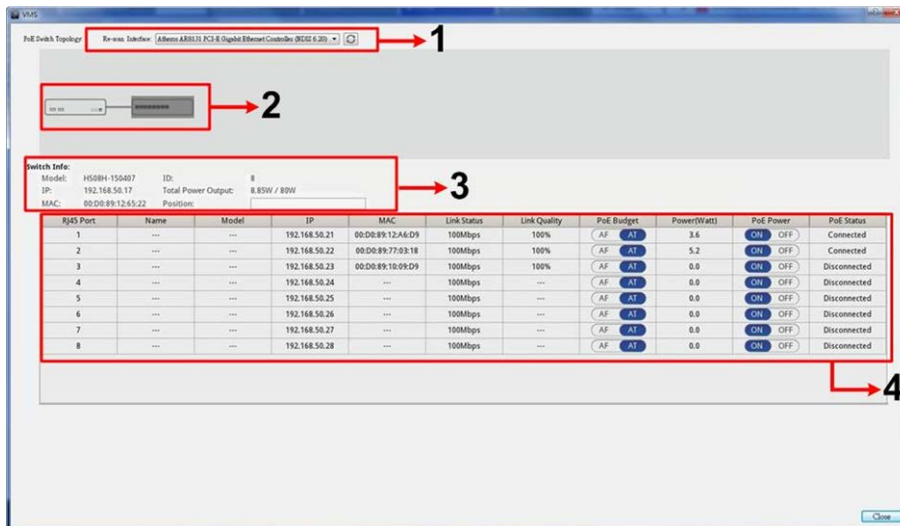 VMS
PoE Switch Topology: Re-scan Interface: Atheros AR8131 PCI-E Gigabit Ethernet Controller (NDIS 6.20) 1
2
Switch Info:
Model: HS08H-150407 ID: 8
IP: 192.168.50.17 Total Power Output: 8.85W / 80W
MAC: 00:D0:89:12:65:22 Position:
3
RJ45 Port Name Model IP MAC Link Status Link Quality PoE Budget Power(Watt) PoE Power PoE Status
1 --- --- 192.168.50.21 00:D0:89:12:A6:D9 100Mbps 100% AF AT 3.6 ON OFF Connected
2 --- --- 192.168.50.22 00:D0:89:77:03:18 100Mbps 100% AF AT 5.2 ON OFF Connected
3 --- --- 192.168.50.23 00:D0:89:10:09:D9 100Mbps 100% AF AT 0.0 ON OFF Disconnected
4 --- --- 192.168.50.24 --- 100Mbps --- AF AT 0.0 ON OFF Disconnected
5 --- --- 192.168.50.25 --- 100Mbps --- AF AT 0.0 ON OFF Disconnected
6 --- --- 192.168.50.26 --- 100Mbps --- AF AT 0.0 ON OFF Disconnected
7 --- --- 192.168.50.27 --- 100Mbps --- AF AT 0.0 ON OFF Disconnected
8 --- --- 192.168.50.28 --- 100Mbps --- AF AT 0.0 ON OFF Disconnected
4
Close